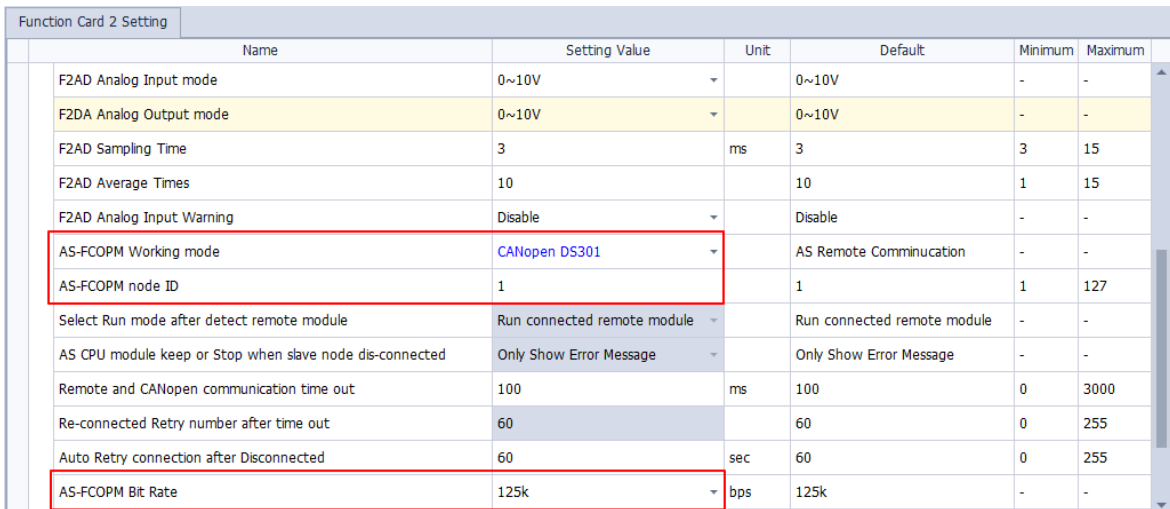 Function Card 2 Setting
Name Setting Value Unit Default Minimum Maximum
F2AD Analog Input mode 0~10V 0~10V - -
F2DA Analog Output mode 0~10V 0~10V - -
F2AD Sampling Time 3 ms 3 3 15
F2AD Average Times 10 10 1 15
F2AD Analog Input Warning Disable Disable - -
AS-FCOPM Working mode CANopen DS301 AS Remote Comminucation - -
AS-FCOPM node ID 1 1 1 127
Select Run mode after detect remote module Run connected remote module Run connected remote module - -
AS CPU module keep or Stop when slave node dis-connected Only Show Error Message Only Show Error Message - -
Remote and CANopen communication time out 100 ms 100 0 3000
Re-connected Retry number after time out 60 60 0 255
Auto Retry connection after Disconnected 60 sec 60 0 255
AS-FCOPM Bit Rate 125k bps 125k - -